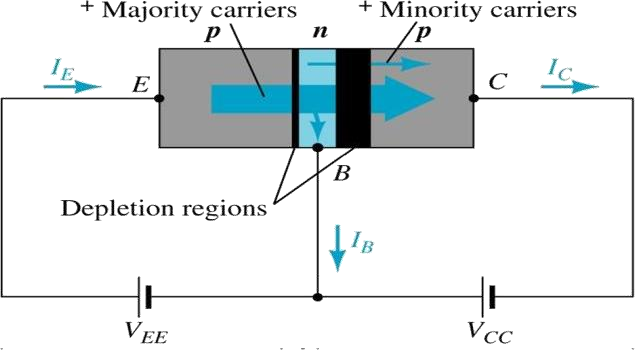 + Majority carriers + Minority carriers
p n p
I_E E C I_C
B
Depletion regions
I_B
V_EE V_CC